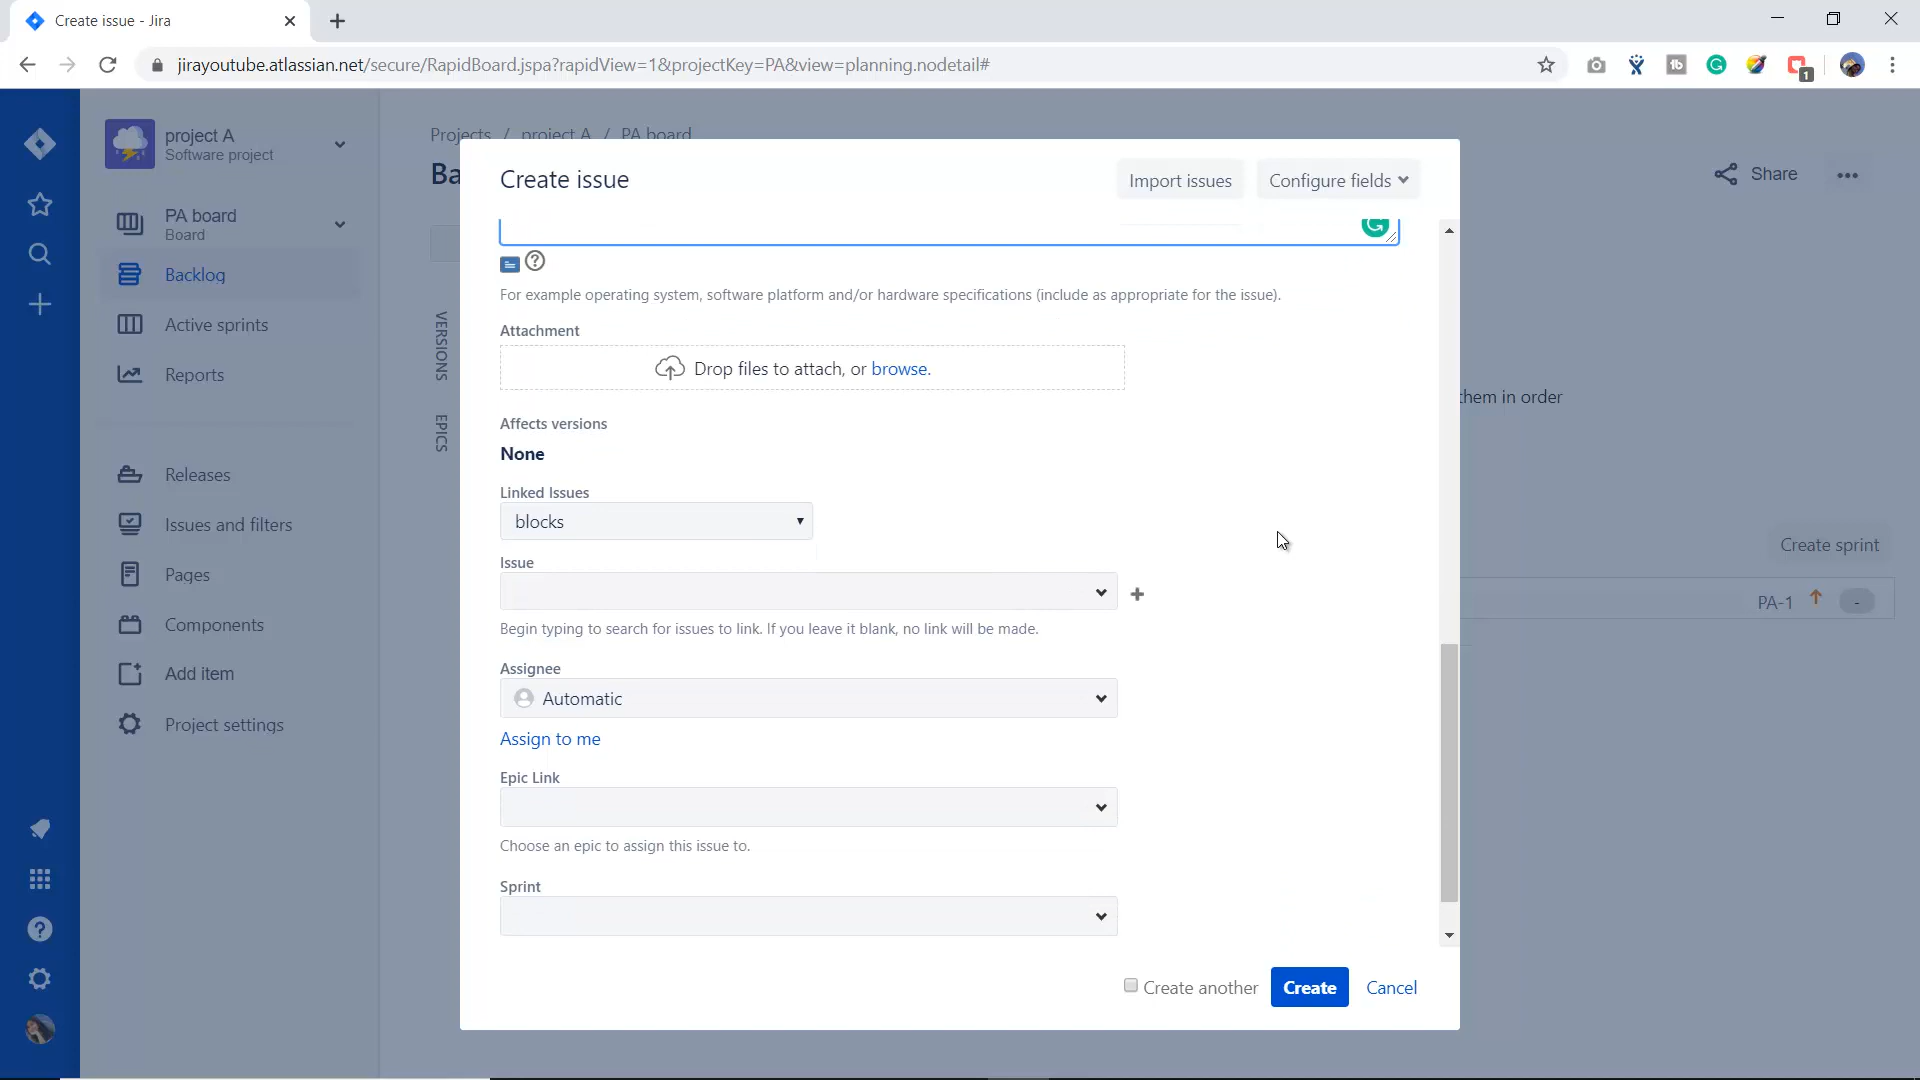 Create issue - Jira
jirayoutube.atlassian.net/secure/RapidBoard.jspa?rapidView=1&projectKey=PA&view=planning.nodetail#
tb
1
project A
Software project
PA board
Board
Backlog
Active sprints
Reports
Releases
Issues and filters
Pages
Components
Add item
Project settings
Projects / project A / PA board
Ba
Share
VERSIONS
EPICS
them in order
Create sprint
PA-1
-
Create issue
Import issues
Configure fields
For example operating system, software platform and/or hardware specifications (include as appropriate for the issue).
Attachment
Drop files to attach, or browse.
Affects versions
None
Linked Issues
blocks
Issue
Begin typing to search for issues to link. If you leave it blank, no link will be made.
Assignee
Automatic
Assign to me
Epic Link
Choose an epic to assign this issue to.
Sprint
Create another
Create
Cancel